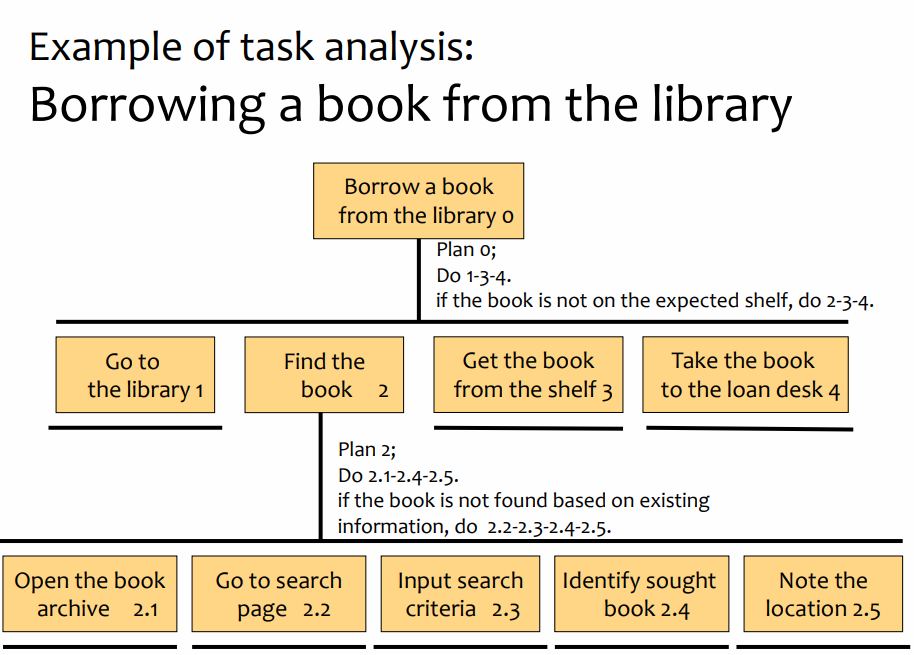 Example of task analysis:
Borrowing a book from the library
Borrow a book
from the library 0
Plan 0;
Do 1-3-4.
if the book is not on the expected shelf, do 2-3-4.
Go to
the library 1
Find the
book 2
Get the book
from the shelf 3
Take the book
to the loan desk 4
Plan 2;
Do 2.1-2.4-2.5.
if the book is not found based on existing
information, do 2.2-2.3-2.4-2.5.
Open the book
archive 2.1
Go to search
page 2.2
Input search
criteria 2.3
Identify sought
book 2.4
Note the
location 2.5